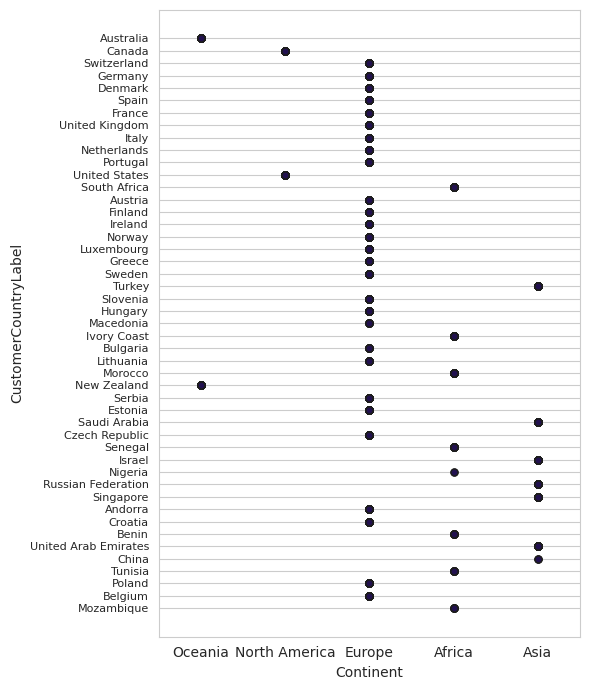 Australia
Canada
Switzerland
Germany
Denmark
Spain
France
United Kingdom
Italy
Netherlands
Portugal
United States
South Africa
Austria
Finland
Ireland
Norway
Luxembourg
Greece
Sweden
Turkey
Slovenia
Hungary
Macedonia
Ivory Coast
Bulgaria
Lithuania
Morocco
New Zealand
Serbia
Estonia
Saudi Arabia
Czech Republic
Senegal
Israel
Nigeria
Russian Federation
Singapore
Andorra
Croatia
Benin
United Arab Emirates
China
Tunisia
Poland
Belgium
Mozambique
CustomerCountryLabel
Oceania North America Europe Africa Asia
Continent